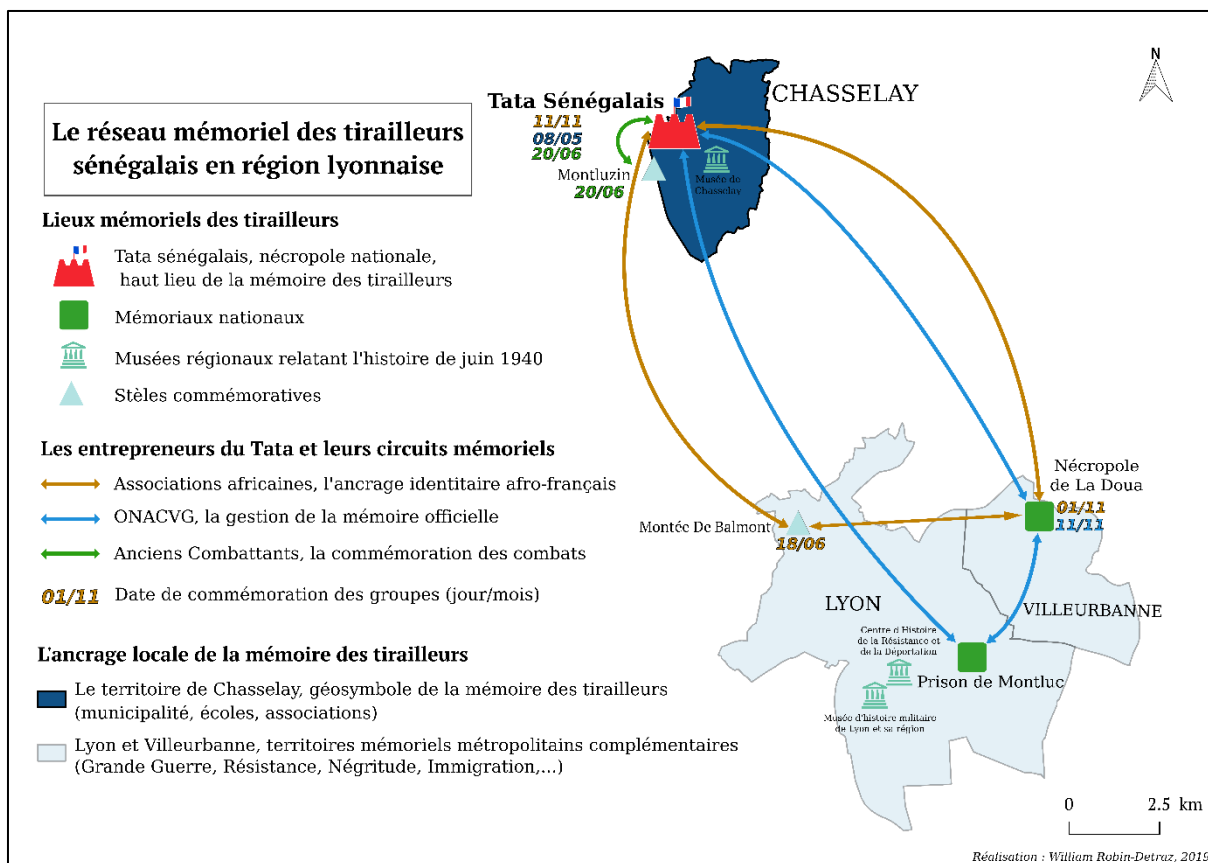 Le réseau mémoriel des tirailleurs
sénégalais en région lyonnaise
Lieux mémoriels des tirailleurs
Tata sénégalais, nécropole nationale,
haut lieu de la mémoire des tirailleurs
Mémoriaux nationaux
Musées régionaux relatant l'histoire de juin 1940
Stèles commémoratives
Les entrepreneurs du Tata et leurs circuits mémoriels
Associations africaines, l'ancrage identitaire afro-français
ONACVG, la gestion de la mémoire officielle
Anciens Combattants, la commémoration des combats
01/11 Date de commémoration des groupes (jour/mois)
L'ancrage locale de la mémoire des tirailleurs
Le territoire de Chasselay, géosymbole de la mémoire des tirailleurs
(municipalité, écoles, associations)
Lyon et Villeurbanne, territoires mémoriels métropolitains complémentaires
(Grande Guerre, Résistance, Négritude, Immigration,...)
N
CHASSELAY
Tata Sénégalais
11/11
08/05
20/06
Montluzin
20/06
Musée de
Chasselay
Nécropole
de La Doua
01/11
11/11
Montée De Balmont
18/06
LYON
VILLEURBANNE
Centre d'Histoire
de la Résistance et
de la Déportation
Prison de Montluc
Musée d'histoire militaire
de Lyon et sa région
0 2.5 km
Réalisation : William Robin-Detraz, 2019